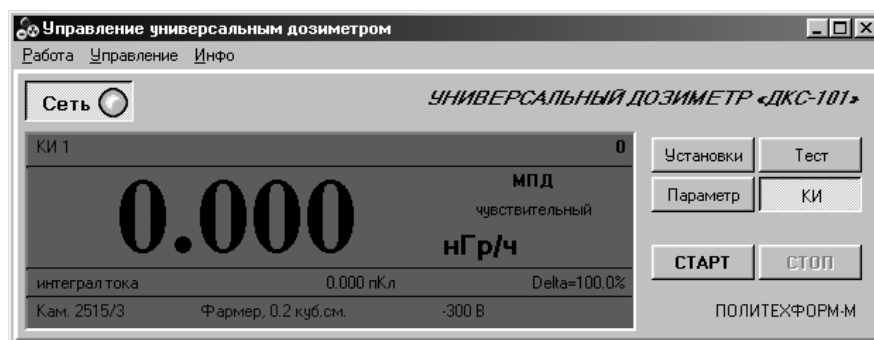 Управление универсальным дозиметром
Работа Управление Инфо
Сеть
УНИВЕРСАЛЬНЫЙ ДОЗИМЕТР «ДКС-101»
КИ 1 0
0.000
МПД
чувствительный
нГр/ч
интеграл тока 0.000 пКл Delta=100.0%
Кам. 2515/3 Фармер, 0.2 куб.см. -300 В
Установки Тест
Параметр КИ
СТАРТ СТОП
ПОЛИТЕХФОРМ-М